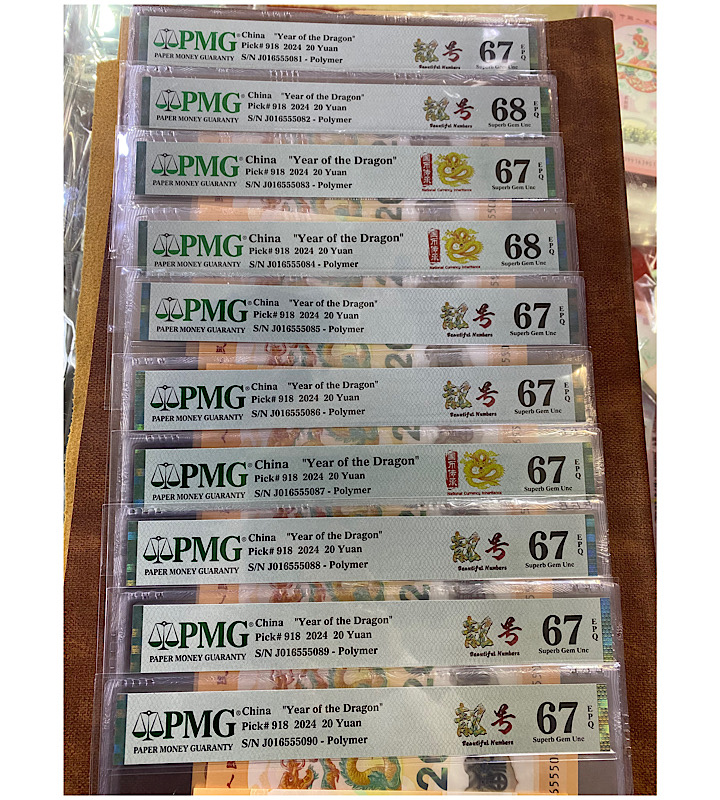 PMG
PAPER MONEY GUARANTY
China "Year of the Dragon"
Pick# 918 2024 20 Yuan
S/N J016555081 - Polymer
靓号
Beautiful Numbers
67 EPQ
Superb Gem Unc
PMG
PAPER MONEY GUARANTY
China "Year of the Dragon"
Pick# 918 2024 20 Yuan
S/N J016555082 - Polymer
靓号
Beautiful Numbers
68 EPQ
Superb Gem Unc
PMG
PAPER MONEY GUARANTY
China "Year of the Dragon"
Pick# 918 2024 20 Yuan
S/N J016555083 - Polymer
国币传承
National Currency Inheritance
67 EPQ
Superb Gem Unc
PMG
PAPER MONEY GUARANTY
China "Year of the Dragon"
Pick# 918 2024 20 Yuan
S/N J016555084 - Polymer
国币传承
National Currency Inheritance
68 EPQ
Superb Gem Unc
PMG
PAPER MONEY GUARANTY
China "Year of the Dragon"
Pick# 918 2024 20 Yuan
S/N J016555085 - Polymer
靓号
Beautiful Numbers
67 EPQ
Superb Gem Unc
PMG
PAPER MONEY GUARANTY
China "Year of the Dragon"
Pick# 918 2024 20 Yuan
S/N J016555086 - Polymer
靓号
Beautiful Numbers
67 EPQ
Superb Gem Unc
PMG
PAPER MONEY GUARANTY
China "Year of the Dragon"
Pick# 918 2024 20 Yuan
S/N J016555087 - Polymer
国币传承
National Currency Inheritance
67 EPQ
Superb Gem Unc
PMG
PAPER MONEY GUARANTY
China "Year of the Dragon"
Pick# 918 2024 20 Yuan
S/N J016555088 - Polymer
靓号
Beautiful Numbers
67 EPQ
Superb Gem Unc
PMG
PAPER MONEY GUARANTY
China "Year of the Dragon"
Pick# 918 2024 20 Yuan
S/N J016555089 - Polymer
靓号
Beautiful Numbers
67 EPQ
Superb Gem Unc
PMG
PAPER MONEY GUARANTY
China "Year of the Dragon"
Pick# 918 2024 20 Yuan
S/N J016555090 - Polymer
靓号
Beautiful Numbers
67 EPQ
Superb Gem Unc